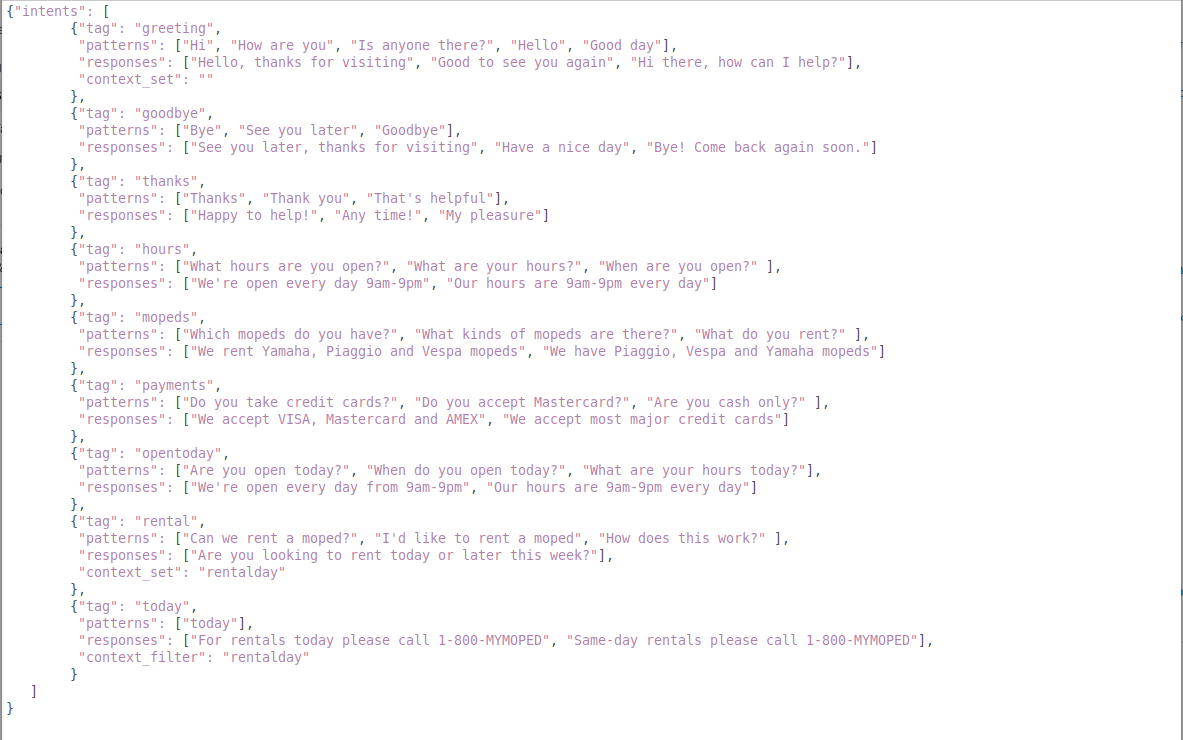 {"intents": [
        {"tag": "greeting",
         "patterns": ["Hi", "How are you", "Is anyone there?", "Hello", "Good day"],
         "responses": ["Hello, thanks for visiting", "Good to see you again", "Hi there, how can I help?"],
         "context_set": ""
        },
        {"tag": "goodbye",
         "patterns": ["Bye", "See you later", "Goodbye"],
         "responses": ["See you later, thanks for visiting", "Have a nice day", "Bye! Come back again soon."]
        },
        {"tag": "thanks",
         "patterns": ["Thanks", "Thank you", "That's helpful"],
         "responses": ["Happy to help!", "Any time!", "My pleasure"]
        },
        {"tag": "hours",
         "patterns": ["What hours are you open?", "What are your hours?", "When are you open?" ],
         "responses": ["We're open every day 9am-9pm", "Our hours are 9am-9pm every day"]
        },
        {"tag": "mopeds",
         "patterns": ["Which mopeds do you have?", "What kinds of mopeds are there?", "What do you rent?" ],
         "responses": ["We rent Yamaha, Piaggio and Vespa mopeds", "We have Piaggio, Vespa and Yamaha mopeds"]
        },
        {"tag": "payments",
         "patterns": ["Do you take credit cards?", "Do you accept Mastercard?", "Are you cash only?" ],
         "responses": ["We accept VISA, Mastercard and AMEX", "We accept most major credit cards"]
        },
        {"tag": "opentoday",
         "patterns": ["Are you open today?", "When do you open today?", "What are your hours today?"],
         "responses": ["We're open every day from 9am-9pm", "Our hours are 9am-9pm every day"]
        },
        {"tag": "rental",
         "patterns": ["Can we rent a moped?", "I'd like to rent a moped", "How does this work?" ],
         "responses": ["Are you looking to rent today or later this week?"],
         "context_set": "rentalday"
        },
        {"tag": "today",
         "patterns": ["today"],
         "responses": ["For rentals today please call 1-800-MYMOPED", "Same-day rentals please call 1-800-MYMOPED"],
         "context_filter": "rentalday"
        }
   ]
}